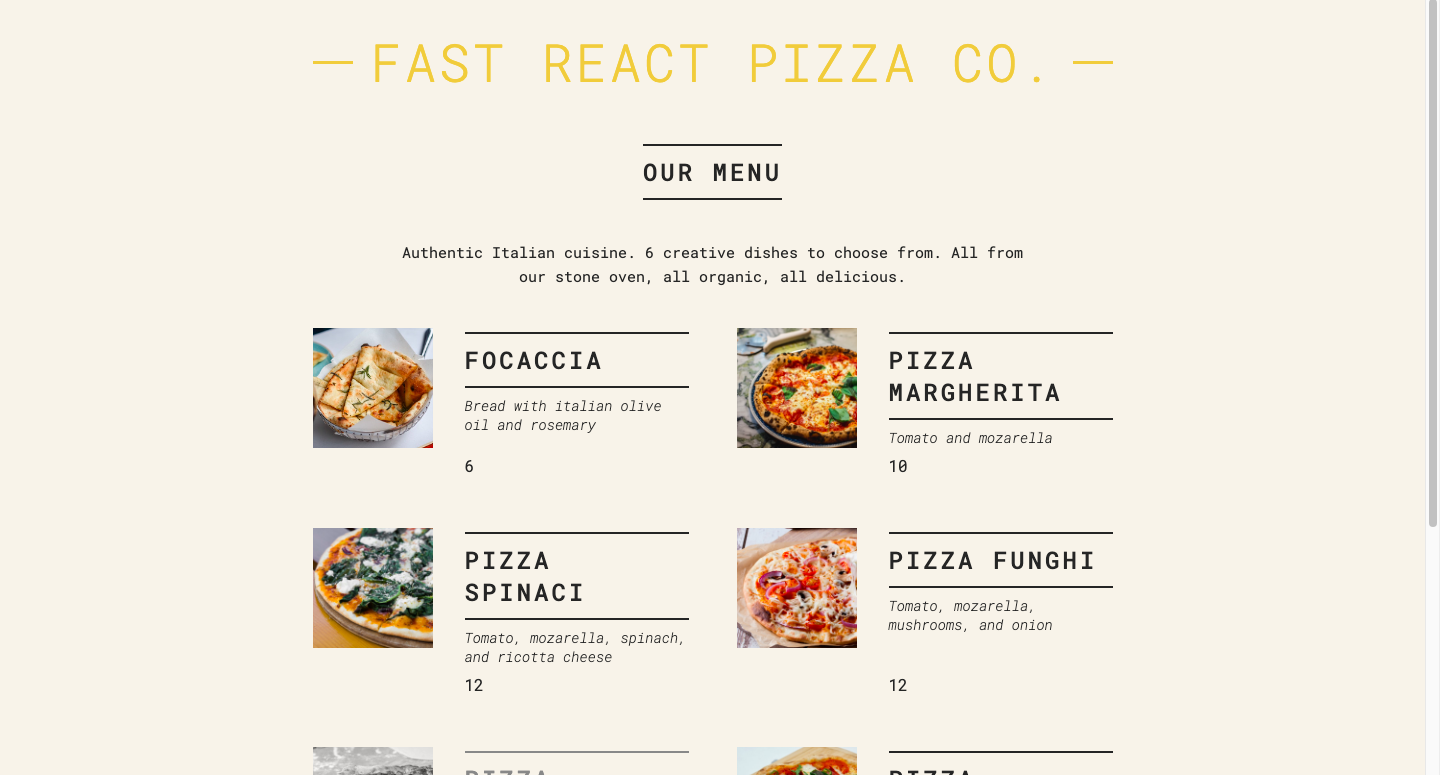 FAST REACT PIZZA CO.
OUR MENU
Authentic Italian cuisine. 6 creative dishes to choose from. All from
our stone oven, all organic, all delicious.
FOCACCIA
Bread with italian olive
oil and rosemary
6
PIZZA
MARGHERITA
Tomato and mozarella
10
PIZZA
SPINACI
Tomato, mozarella, spinach,
and ricotta cheese
12
PIZZA FUNGHI
Tomato, mozarella,
mushrooms, and onion
12
PIZZA
PIZZA